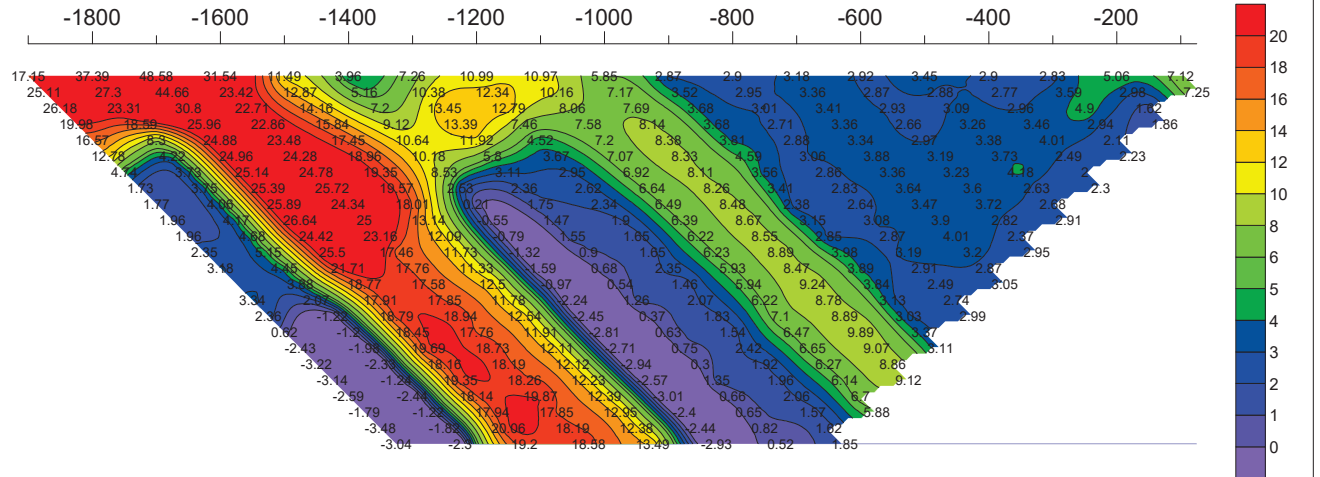 -1800 -1600 -1400 -1200 -1000 -800 -600 -400 -200
17.15 37.39 48.58 31.54 11.49 3.96 7.26 10.99 10.97 5.85 2.87 2.9 3.18 2.92 3.45 2.9 2.83 5.06 7.12
25.11 27.3 44.66 23.42 12.87 5.16 10.38 12.34 10.16 7.17 3.52 2.95 3.36 2.87 2.88 2.77 3.59 2.98 7.25
26.18 23.31 30.8 22.71 14.16 7.2 13.45 12.79 8.06 7.69 3.68 3.01 3.41 2.93 3.09 2.96 4.9 1.62
19.98 18.59 25.96 22.86 15.84 9.12 13.39 7.46 7.58 8.14 3.68 2.71 3.36 2.66 3.26 3.46 2.94 1.86
16.57 8.3 24.88 23.48 17.45 10.64 11.92 4.52 7.2 8.38 3.81 2.88 3.34 2.97 3.38 4.01 2.11
12.78 4.22 24.96 24.28 18.95 10.18 5.8 3.67 7.07 8.33 4.59 3.06 3.88 3.19 3.73 2.49 2.23
4.74 3.73 25.14 24.78 19.35 8.53 3.11 2.95 6.92 8.11 3.56 2.86 3.36 3.23 4.18 2
1.73 3.75 25.39 25.72 19.57 2.53 2.36 2.62 6.64 8.26 3.41 2.83 3.64 3.6 2.63 2.3
1.77 4.06 25.89 24.34 18.01 0.21 1.75 2.34 6.49 8.48 2.38 2.64 3.47 3.72 2.68
1.96 4.17 26.64 25 13.14 -0.55 1.47 1.9 6.39 8.67 3.15 3.08 3.9 2.82 2.91
1.96 4.68 24.42 23.16 12.09 -0.79 1.55 1.65 6.22 8.55 2.85 2.87 4.01 2.37
2.35 5.15 25.5 17.46 11.73 -1.32 0.9 1.65 6.23 8.89 3.98 3.19 3.2 2.95
3.18 4.45 21.71 17.76 11.33 -1.59 0.68 2.35 5.93 8.47 3.89 2.91 2.87
3.88 18.77 17.58 12.5 -0.97 0.54 1.46 5.94 9.24 3.84 2.49 3.05
3.34 2.07 17.91 17.85 11.78 -2.24 1.26 2.07 6.22 8.78 3.13 2.74
2.36 -1.22 18.79 18.94 12.54 -2.45 0.37 1.83 7.1 8.89 3.03 2.99
0.62 -1.2 18.45 17.76 11.91 -2.81 0.63 1.54 6.47 9.89 3.37
-2.43 -1.98 19.69 18.73 12.11 -2.71 0.75 2.42 6.65 9.07 3.11
-3.22 -2.39 18.16 18.19 12.12 -2.94 0.3 1.92 6.27 8.86
-3.14 -1.24 19.35 18.26 12.23 -2.57 1.35 1.96 6.14 9.12
-2.59 -2.44 18.14 19.87 12.39 -3.01 0.66 2.06 6.7
-1.79 -1.22 17.94 17.85 12.95 -2.4 0.65 1.57 5.88
-3.48 -1.82 20.06 18.19 12.38 -2.44 0.82 1.62
-3.04 -2.3 19.2 18.58 13.49 -2.93 0.52 1.85
20
18
16
14
12
10
8
6
5
4
3
2
1
0